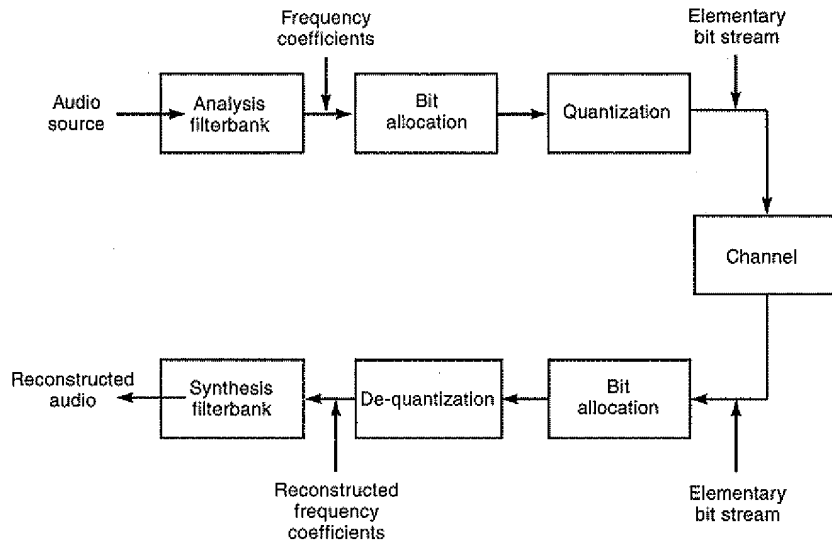 Frequency
coefficients
Elementary
bit stream
Audio
source
Analysis
filterbank
Bit
allocation
Quantization
Channel
Reconstructed
audio
Synthesis
filterbank
De-quantization
Bit
allocation
Reconstructed
frequency
coefficients
Elementary
bit stream